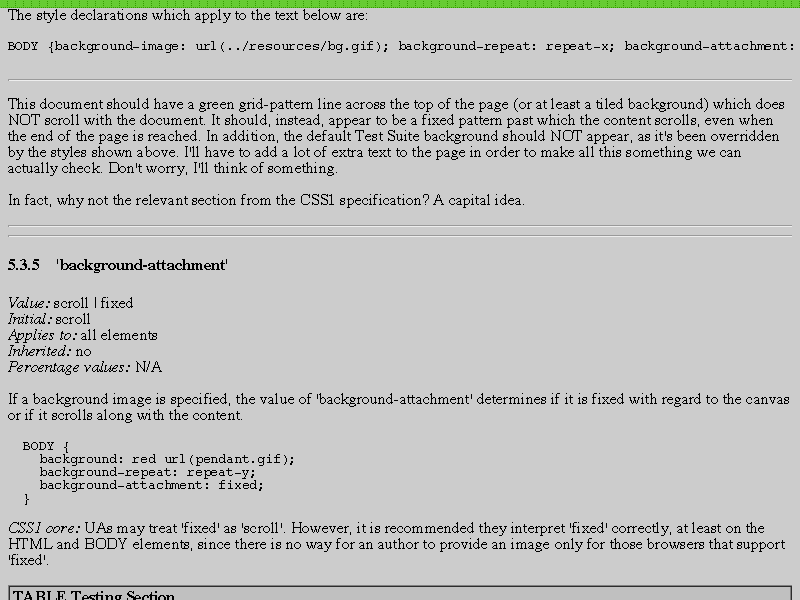 The style declarations which apply to the text below are:
BODY {background-image: url(../resources/bg.gif); background-repeat: repeat-x; background-attachment:
This document should have a green grid-pattern line across the top of the page (or at least a tiled background) which does
NOT scroll with the document. It should, instead, appear to be a fixed pattern past which the content scrolls, even when
the end of the page is reached. In addition, the default Test Suite background should NOT appear, as it's been overridden
by the styles shown above. I'll have to add a lot of extra text to the page in order to make all this something we can
actually check. Don't worry, I'll think of something.
In fact, why not the relevant section from the CSS1 specification? A capital idea.
5.3.5 'background-attachment'
Value: scroll | fixed
Initial: scroll
Applies to: all elements
Inherited: no
Percentage values: N/A
If a background image is specified, the value of 'background-attachment' determines if it is fixed with regard to the canvas
or if it scrolls along with the content.
BODY {
background: red url(pendant.gif);
background-repeat: repeat-y;
background-attachment: fixed;
}
CSS1 core: UAs may treat 'fixed' as 'scroll'. However, it is recommended they interpret 'fixed' correctly, at least on the
HTML and BODY elements, since there is no way for an author to provide an image only for those browsers that support
'fixed'.
TABLE Testing Section